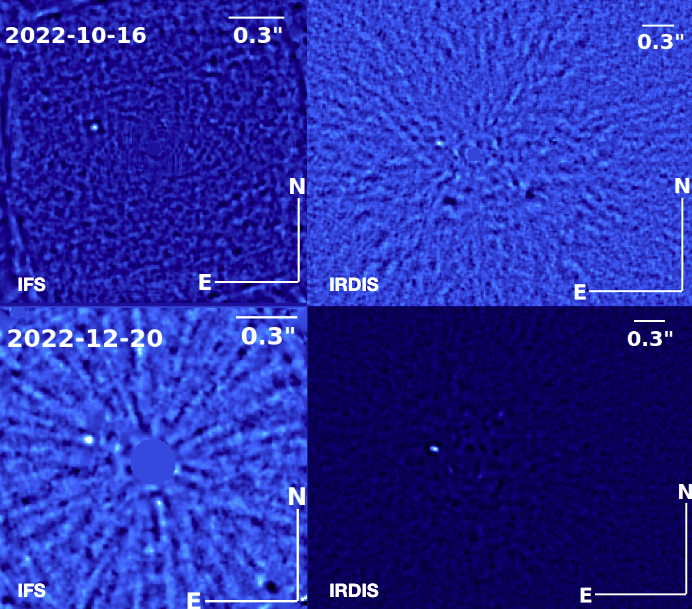 2022-10-16
0.3"
N
E
IFS
0.3"
N
E
IRDIS
2022-12-20
0.3"
N
E
IFS
0.3"
N
E
IRDIS